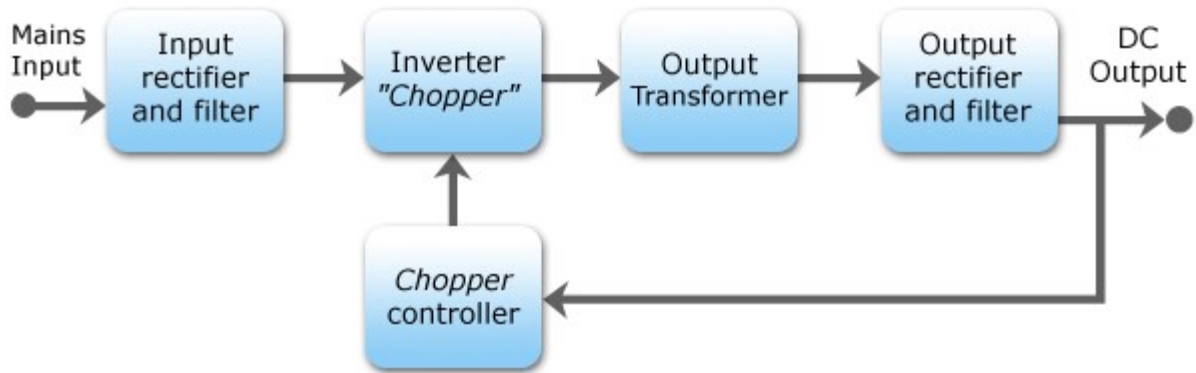 Mains
Input
Input
rectifier
and filter
Inverter
"Chopper"
Output
Transformer
Output
rectifier
and filter
DC
Output
Chopper
controller